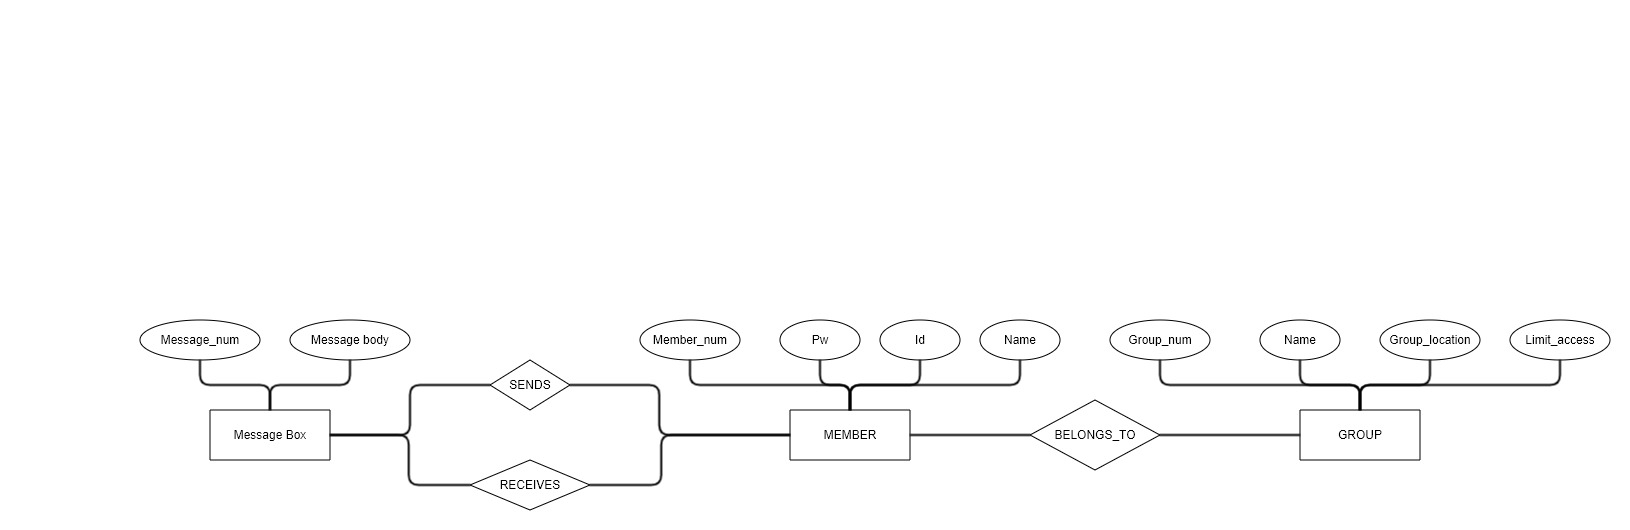 Message_num
Message body
Member_num
Pw
Id
Name
Group_num
Name
Group_location
Limit_access
SENDS
Message Box
MEMBER
BELONGS_TO
GROUP
RECEIVES